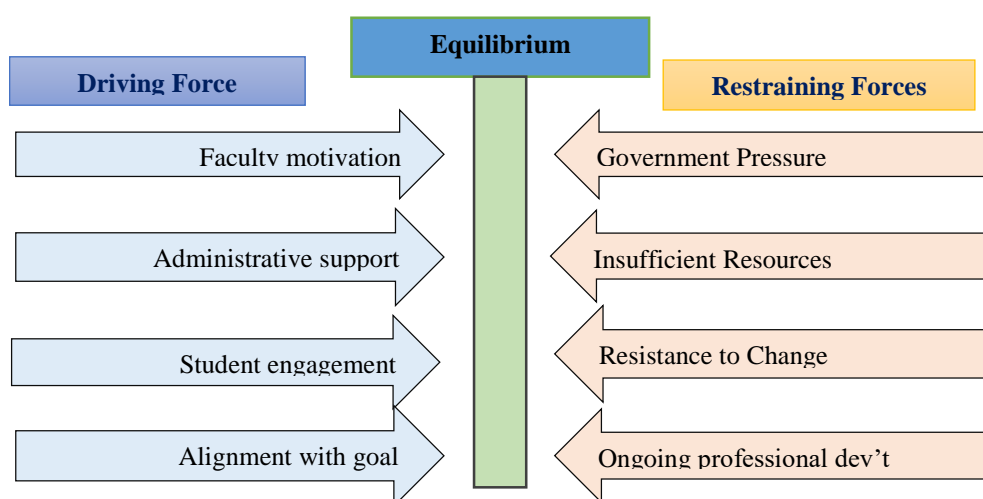 Equilibrium
Driving Force
Restraining Forces
Faculty motivation
Government Pressure
Administrative support
Insufficient Resources
Student engagement
Resistance to Change
Alignment with goal
Ongoing professional dev’t